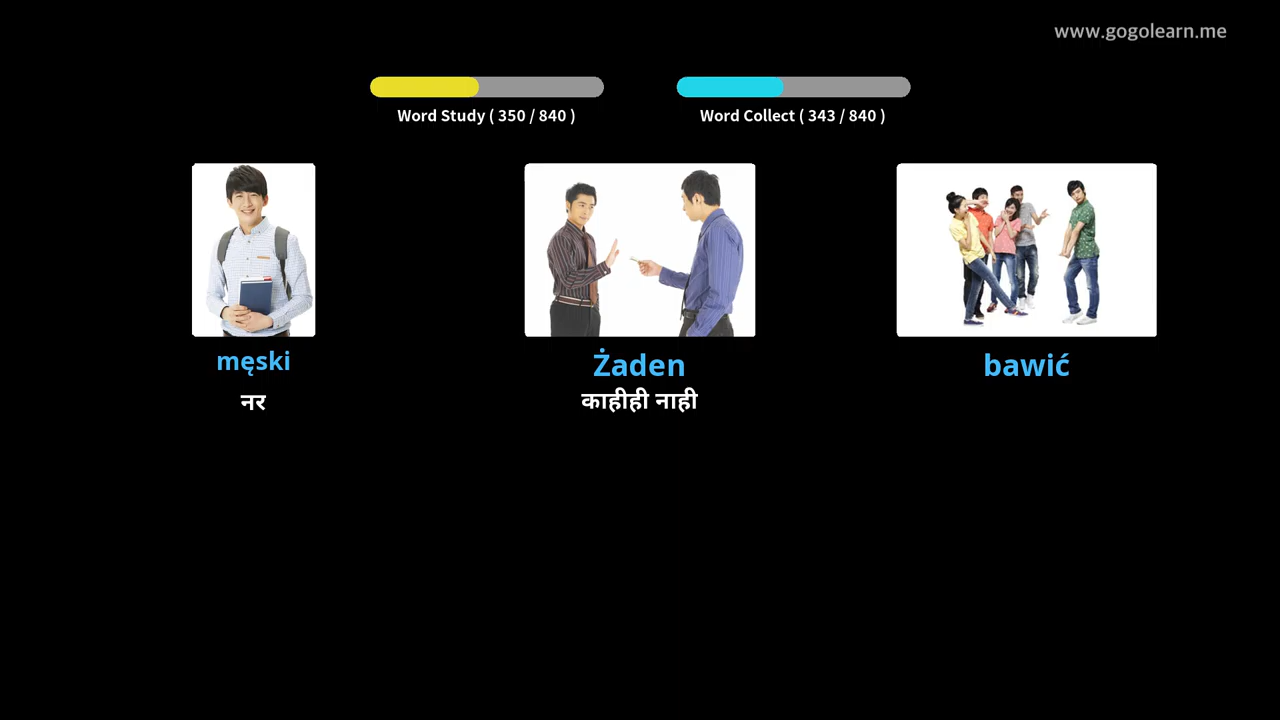 www.gogolearn.me
Word Study ( 350 / 840 )
Word Collect ( 343 / 840 )
męski
Żaden
bawić
नर
काहीही नाही